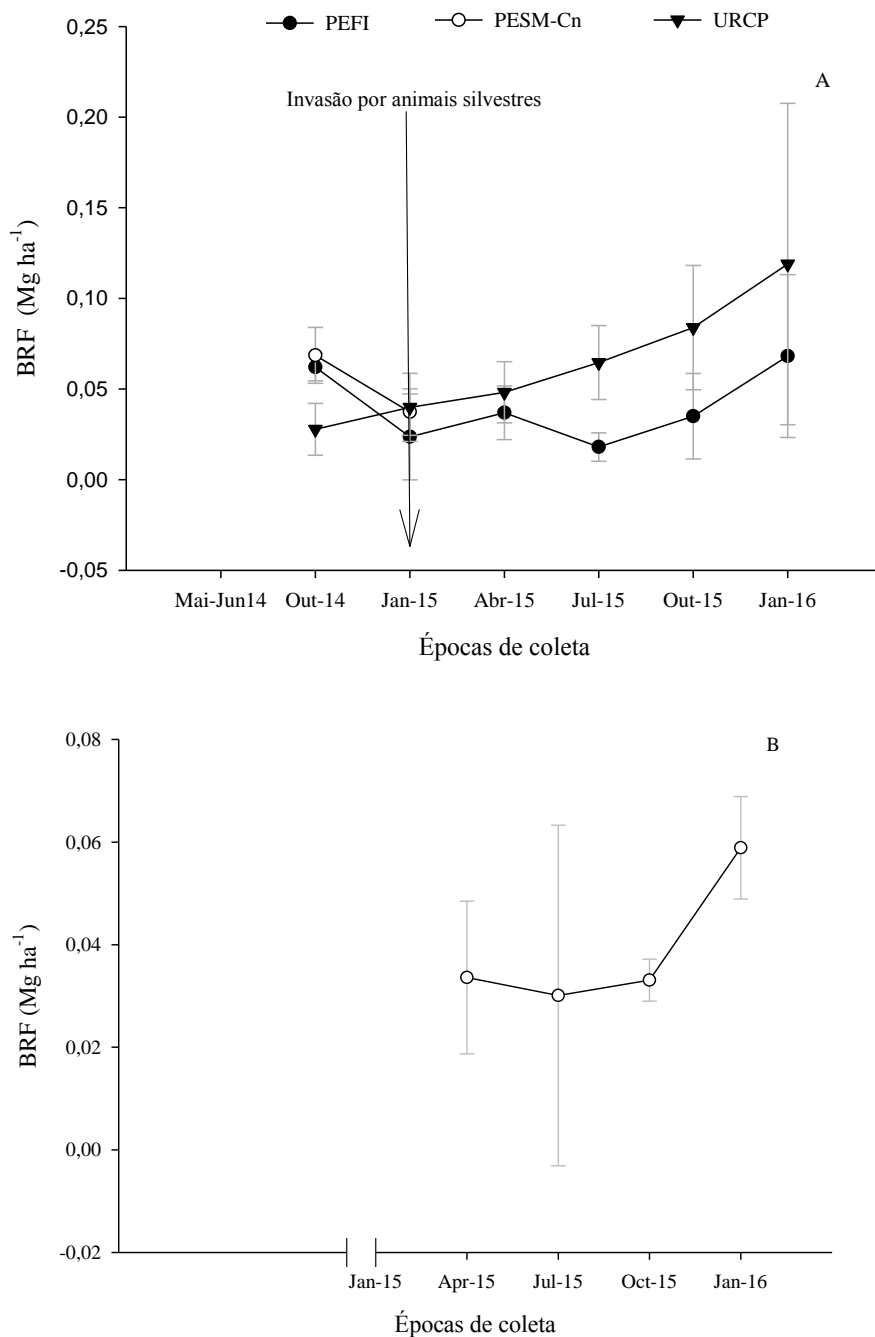 PEFI PESM-Cn URCP
A
Invasão por animais silvestres
BRF (Mg ha⁻¹)
0,25
0,20
0,15
0,10
0,05
0,00
-0,05
Mai-Jun14 Out-14 Jan-15 Abr-15 Jul-15 Out-15 Jan-16
Épocas de coleta
B
BRF (Mg ha⁻¹)
0,08
0,06
0,04
0,02
0,00
-0,02
Jan-15 Apr-15 Jul-15 Oct-15 Jan-16
Épocas de coleta